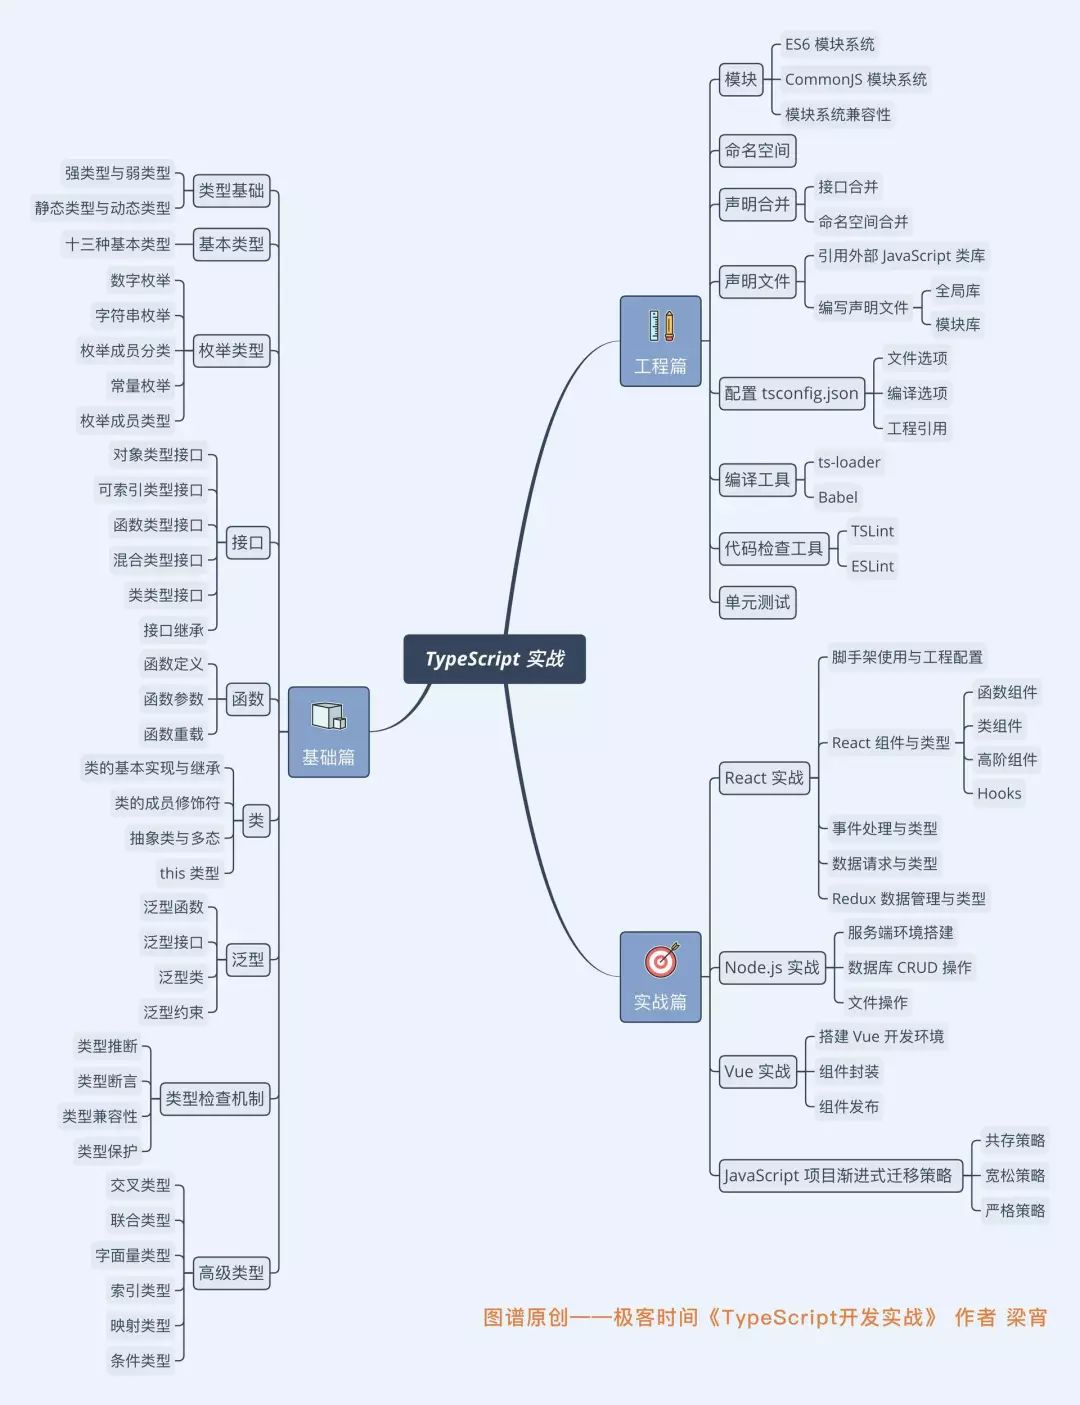 TypeScript 实战
基础篇
类型基础
强类型与弱类型
静态类型与动态类型
基本类型
十三种基本类型
枚举类型
数字枚举
字符串枚举
枚举成员分类
常量枚举
枚举成员类型
接口
对象类型接口
可索引类型接口
函数类型接口
混合类型接口
类类型接口
接口继承
函数
函数定义
函数参数
函数重载
类
类的基本实现与继承
类的成员修饰符
抽象类与多态
this 类型
泛型
泛型函数
泛型接口
泛型类
泛型约束
类型检查机制
类型推断
类型断言
类型兼容性
类型保护
高级类型
交叉类型
联合类型
字面量类型
索引类型
映射类型
条件类型
工程篇
模块
ES6 模块系统
CommonJS 模块系统
模块系统兼容性
命名空间
声明合并
接口合并
命名空间合并
声明文件
引用外部 JavaScript 类库
编写声明文件
全局库
模块库
配置 tsconfig.json
文件选项
编译选项
工程引用
编译工具
ts-loader
Babel
代码检查工具
TSLint
ESLint
单元测试
实战篇
React 实战
脚手架使用与工程配置
React 组件与类型
函数组件
类组件
高阶组件
Hooks
事件处理与类型
数据请求与类型
Redux 数据管理与类型
Node.js 实战
服务端环境搭建
数据库 CRUD 操作
文件操作
Vue 实战
搭建 Vue 开发环境
组件封装
组件发布
JavaScript 项目渐进式迁移策略
共存策略
宽松策略
严格策略
图谱原创——极客时间《TypeScript开发实战》 作者 梁宵